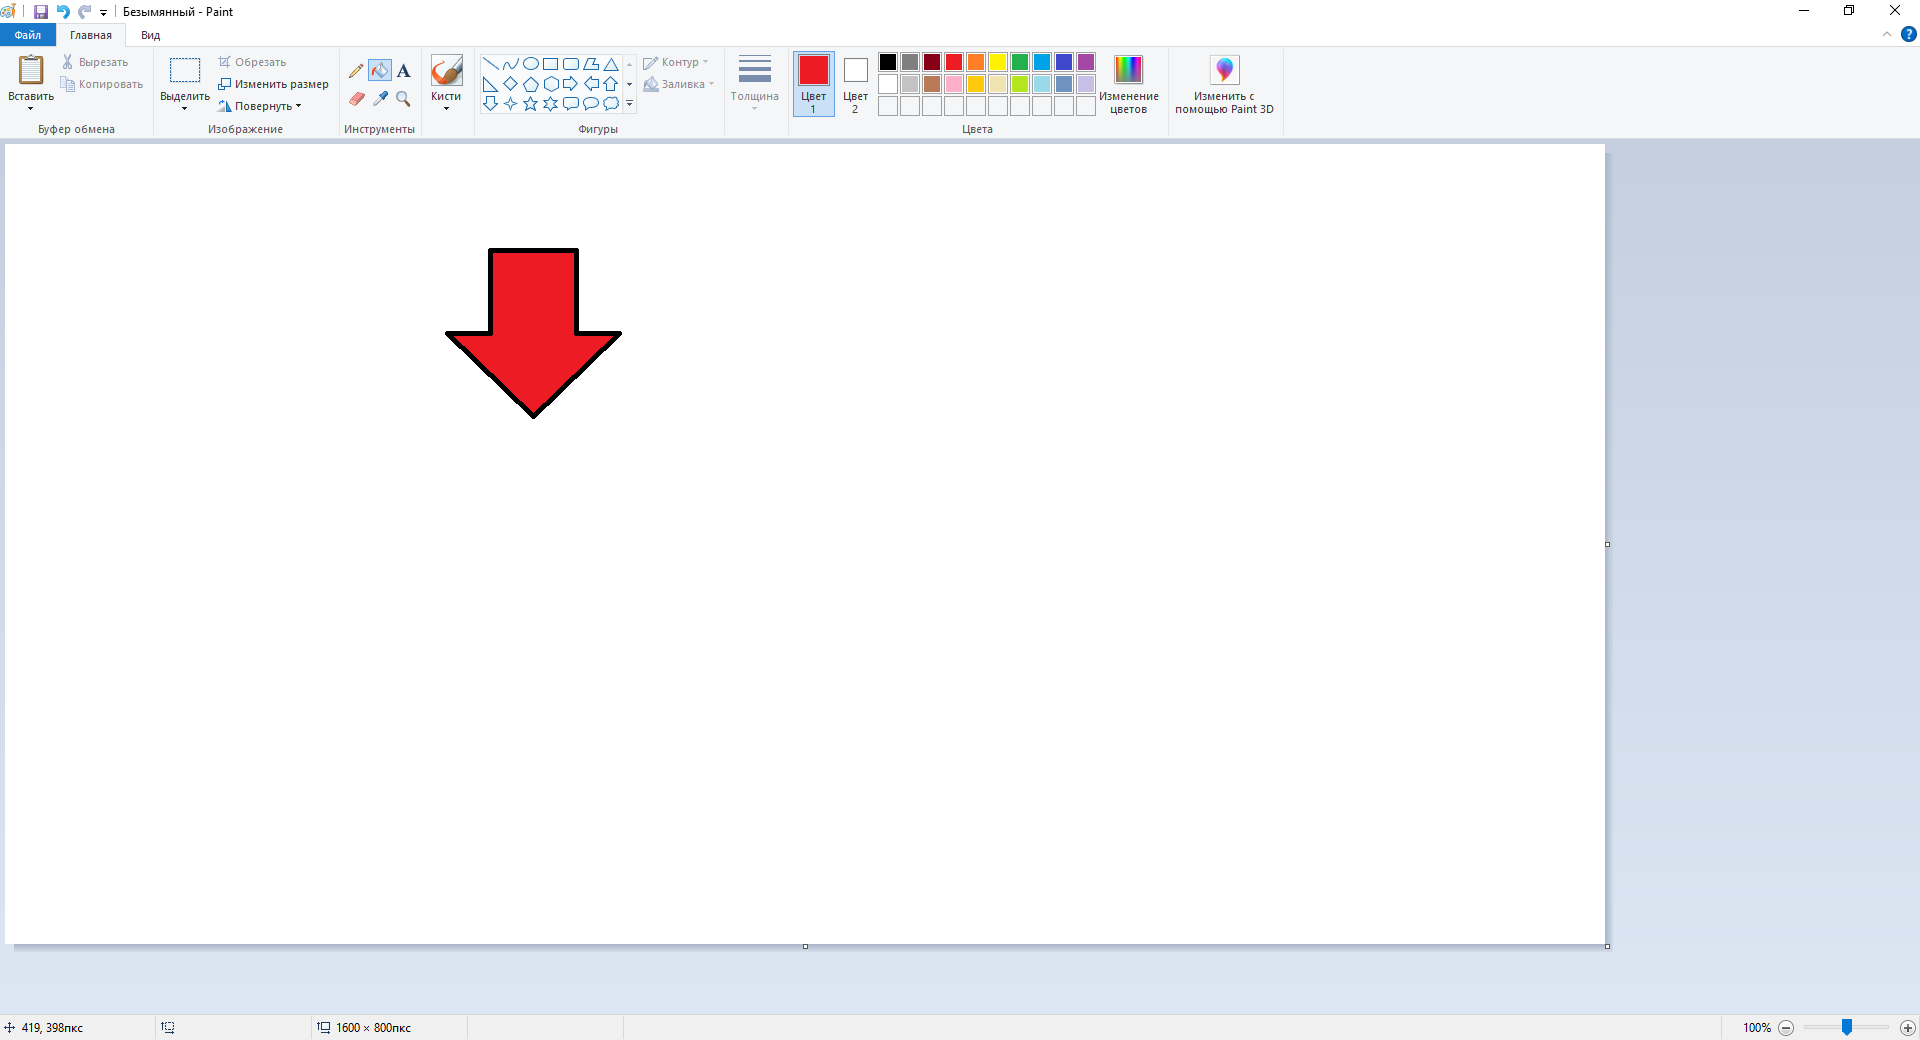 Безымянный - Paint
Файл Главная Вид
Вставить
Вырезать
Копировать
Буфер обмена
Выделить
Обрезать
Изменить размер
Повернуть
Изображение
A
Инструменты
Кисти
Фигуры
Контур
Заливка
Толщина
Цвет
1
Цвет
2
Цвета
Изменение
цветов
Изменить с
помощью Paint 3D
?
419, 398пкс
1600 × 800пкс
100%